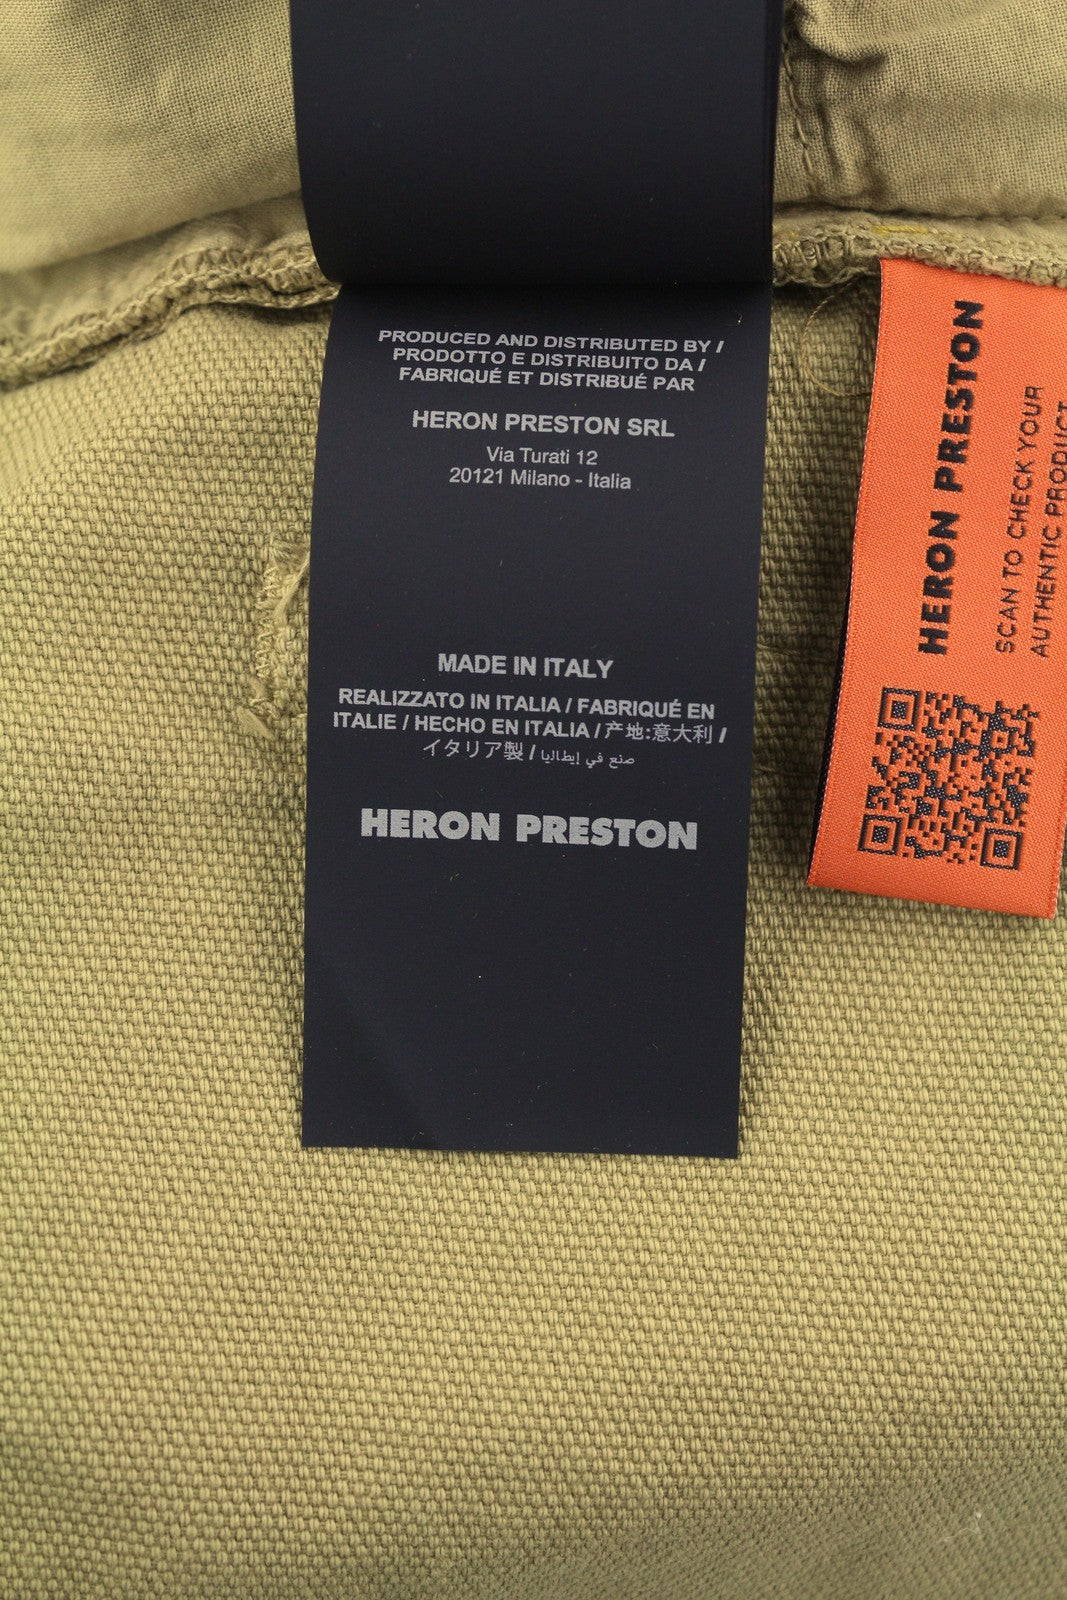 PRODUCED AND DISTRIBUTED BY /
PRODOTTO E DISTRIBUITO DA /
FABRIQUÉ ET DISTRIBUÉ PAR
HERON PRESTON SRL
Via Turati 12
20121 Milano - Italia
MADE IN ITALY
REALIZZATO IN ITALIA / FABRIQUÉ EN
ITALIE / HECHO EN ITALIA / 产地:意大利 /
イタリア製 / صنع في إيطاليا
HERON PRESTON
HERON PRESTON
SCAN TO CHECK YOUR
AUTHENTIC PRODUCT